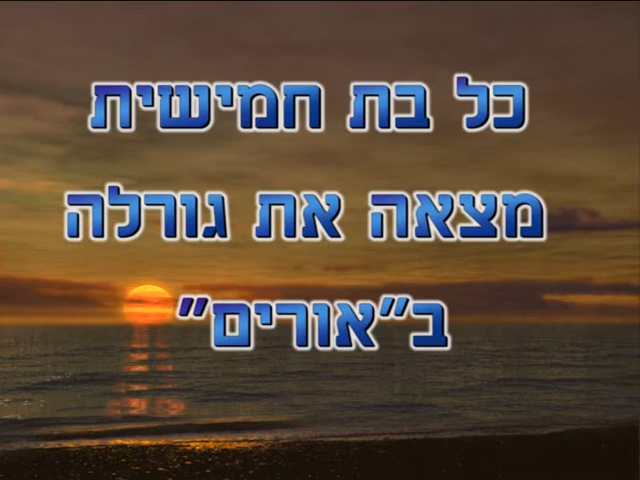 כל בת חמישית
מצאה את גורלה
ב"אורים"